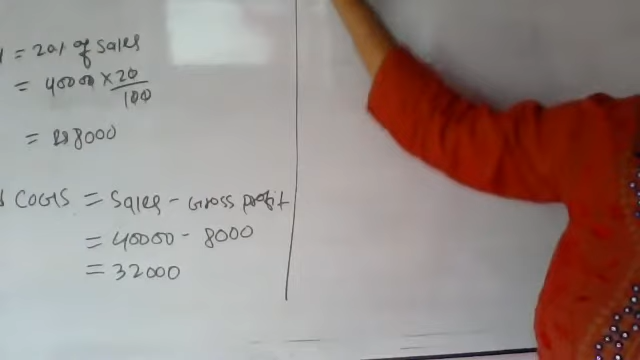 = 20% of Sales
= 40000 × 20/100
= 8000
COGS = Sales - Gross profit
= 40000 - 8000
= 32000